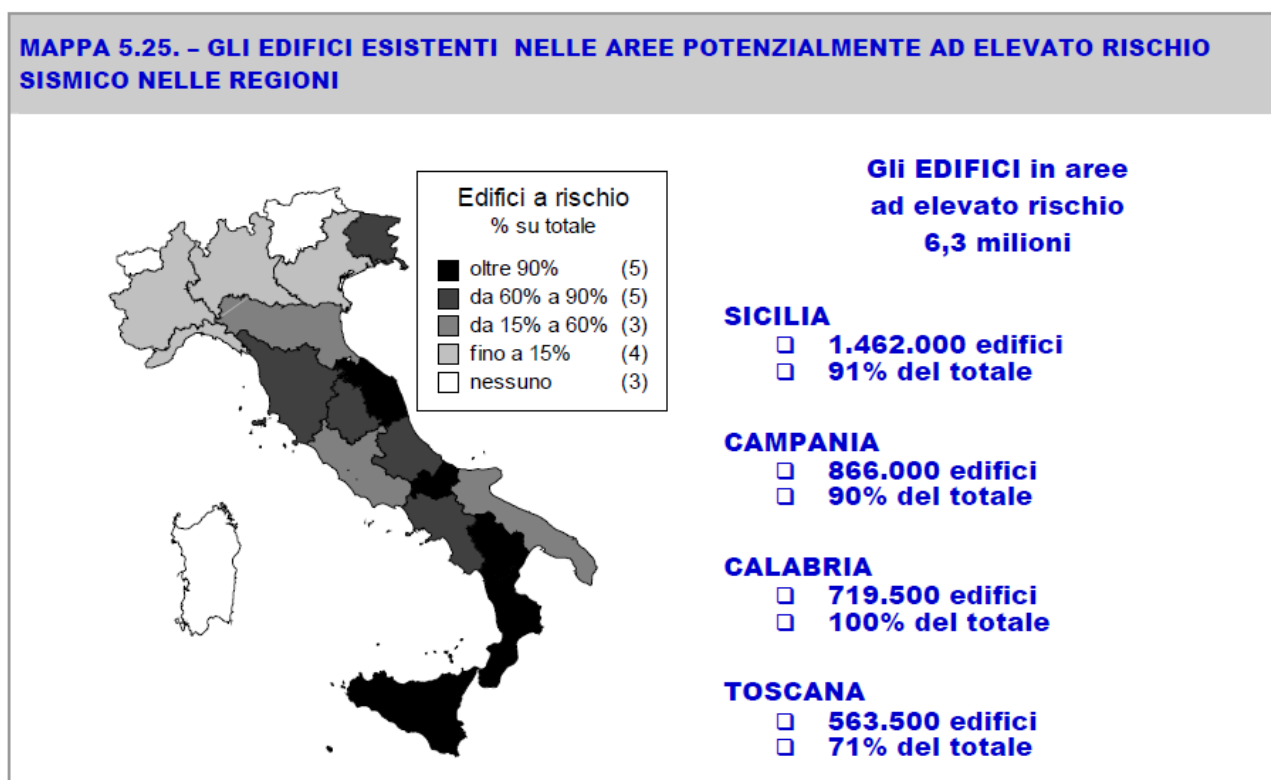 MAPPA 5.25. – GLI EDIFICI ESISTENTI NELLE AREE POTENZIALMENTE AD ELEVATO RISCHIO
SISMICO NELLE REGIONI
Edifici a rischio
% su totale
oltre 90% (5)
da 60% a 90% (5)
da 15% a 60% (3)
fino a 15% (4)
nessuno (3)
Gli EDIFICI in aree
ad elevato rischio
6,3 milioni
SICILIA
❑ 1.462.000 edifici
❑ 91% del totale
CAMPANIA
❑ 866.000 edifici
❑ 90% del totale
CALABRIA
❑ 719.500 edifici
❑ 100% del totale
TOSCANA
❑ 563.500 edifici
❑ 71% del totale